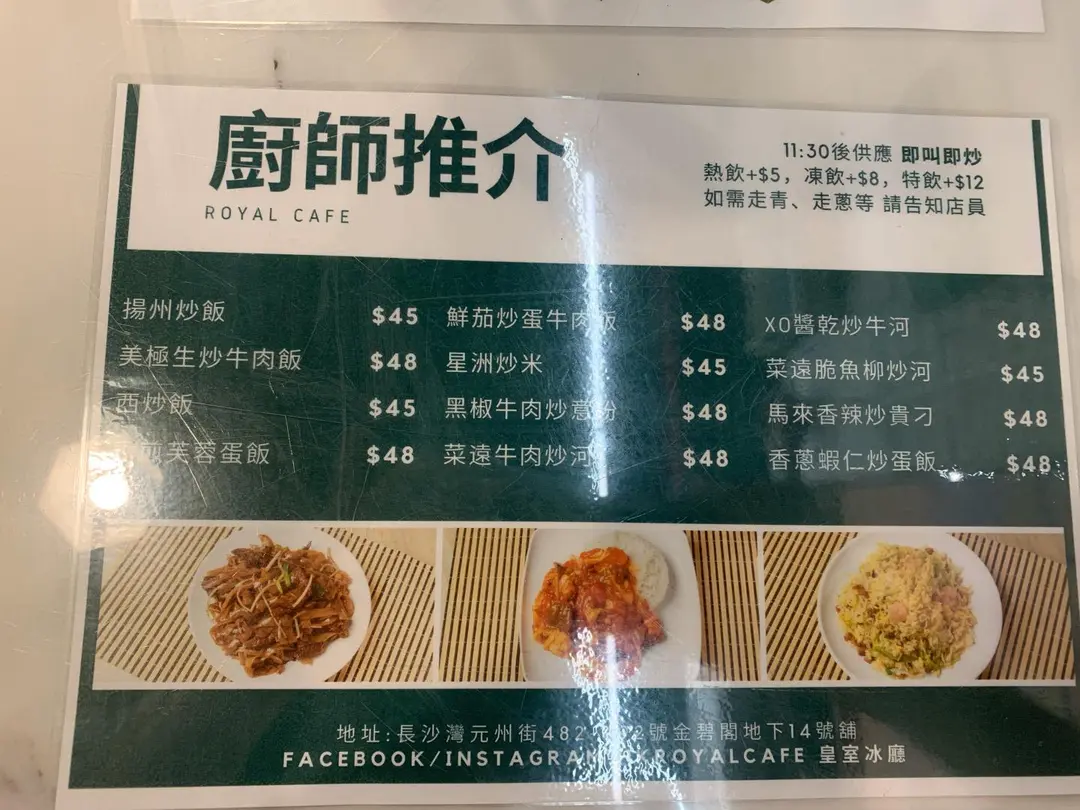 廚師推介
ROYAL CAFE
11:30後供應 即叫即炒
熱飲+$5，凍飲+$8，特飲+$12
如需走青、走蔥等 請告知店員
揚州炒飯 $45
美極生炒牛肉飯 $48
西炒飯 $45
煎芙蓉蛋飯 $48
鮮茄炒蛋牛肉飯 $48
星洲炒米 $45
黑椒牛肉炒意粉 $48
菜遠牛肉炒河 $48
XO醬乾炒牛河 $48
菜遠脆魚柳炒河 $45
馬來香辣炒貴刁 $48
香蔥蝦仁炒蛋飯 $48
地址:長沙灣元州街482 號金碧閣地下14號舖
FACEBOOK/INSTAGRAM ROYALCAFE 皇室冰廳